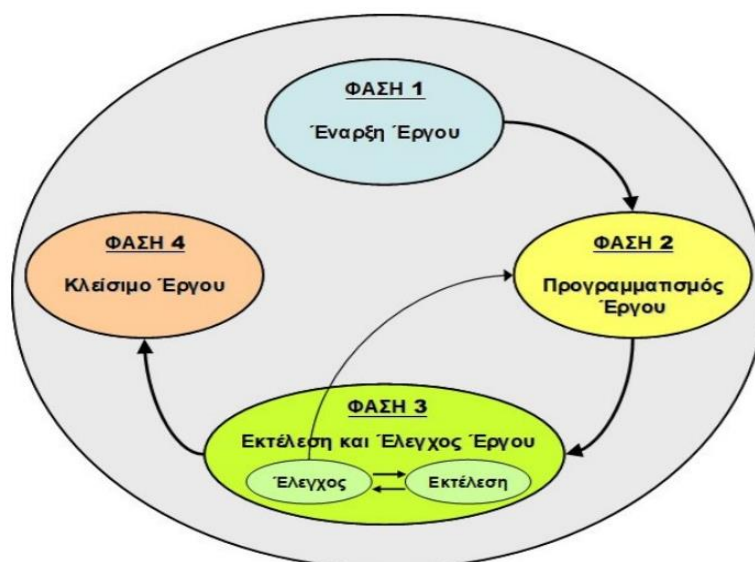 ΦΑΣΗ 1
Έναρξη Έργου
ΦΑΣΗ 2
Προγραμματισμός
Έργου
ΦΑΣΗ 3
Εκτέλεση και Έλεγχος Έργου
Έλεγχος
Εκτέλεση
ΦΑΣΗ 4
Κλείσιμο Έργου